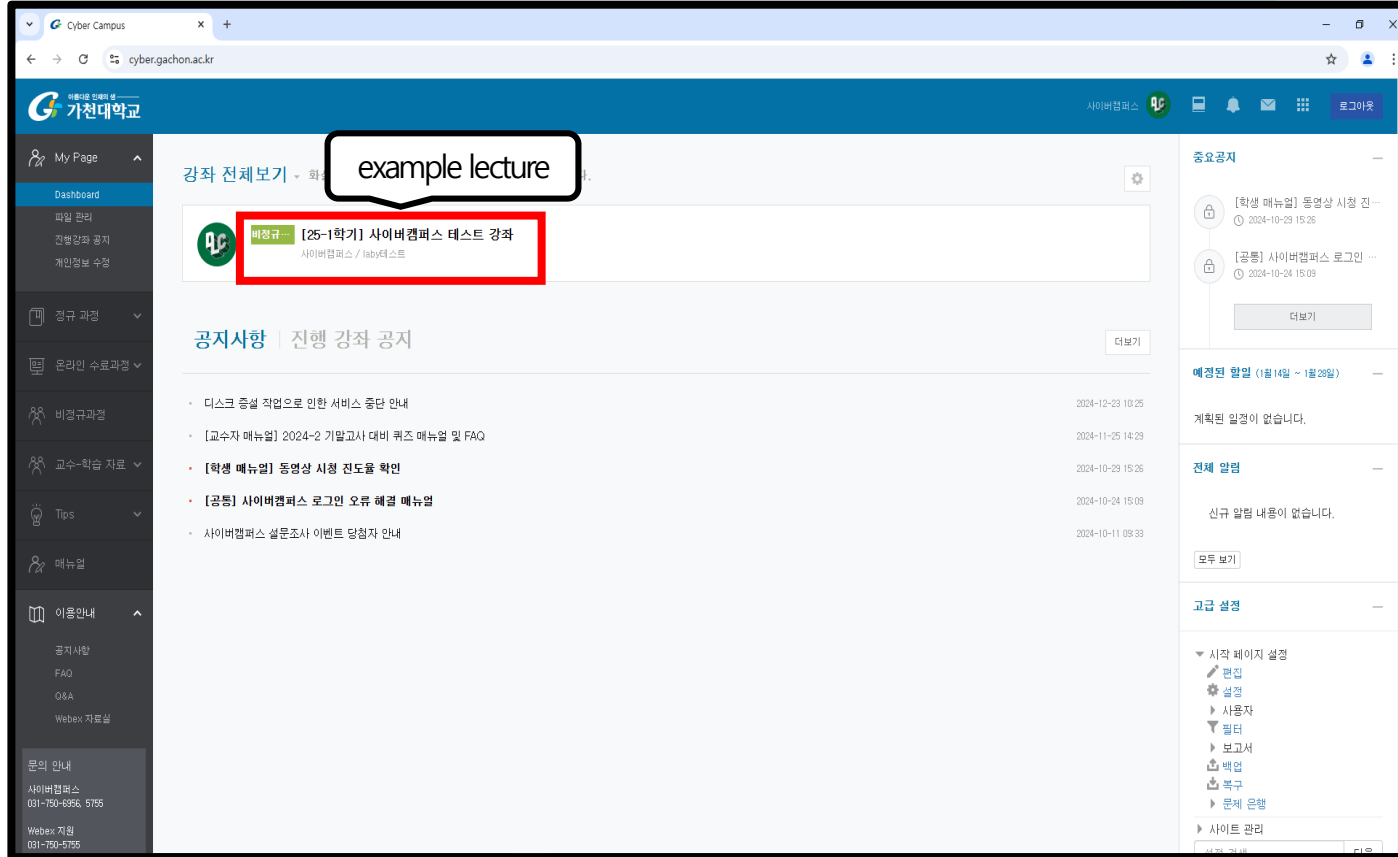 Cyber Campus
cyber.gachon.ac.kr
아름다운 인재의 샘
가천대학교
사이버캠퍼스
로그아웃
My Page
Dashboard
파일 관리
진행강좌 공지
개인정보 수정
정규 과정
온라인 수료과정
비정규과정
교수-학습 자료
Tips
매뉴얼
이용안내
공지사항
FAQ
Q&A
Webex 자료실
문의 안내
사이버캠퍼스
031-750-6956, 5755
Webex 지원
031-750-5755
강좌 전체보기
example lecture
비정규… [25-1학기] 사이버캠퍼스 테스트 강좌
사이버캠퍼스 / laby테스트
공지사항 진행 강좌 공지
더보기
디스크 증설 작업으로 인한 서비스 중단 안내 2024-12-23 10:25
[교수자 매뉴얼] 2024-2 기말고사 대비 퀴즈 매뉴얼 및 FAQ 2024-11-25 14:29
[학생 매뉴얼] 동영상 시청 진도율 확인 2024-10-29 15:26
[공통] 사이버캠퍼스 로그인 오류 해결 매뉴얼 2024-10-24 15:09
사이버캠퍼스 설문조사 이벤트 당첨자 안내 2024-10-11 09:33
중요공지
[학생 매뉴얼] 동영상 시청 진…
2024-10-29 15:26
[공통] 사이버캠퍼스 로그인 …
2024-10-24 15:09
더보기
예정된 할일 (1월14일 ~ 1월28일)
계획된 일정이 없습니다.
전체 알림
신규 알림 내용이 없습니다.
모두 보기
고급 설정
시작 페이지 설정
편집
설정
사용자
필터
보고서
백업
복구
문제 은행
사이트 관리